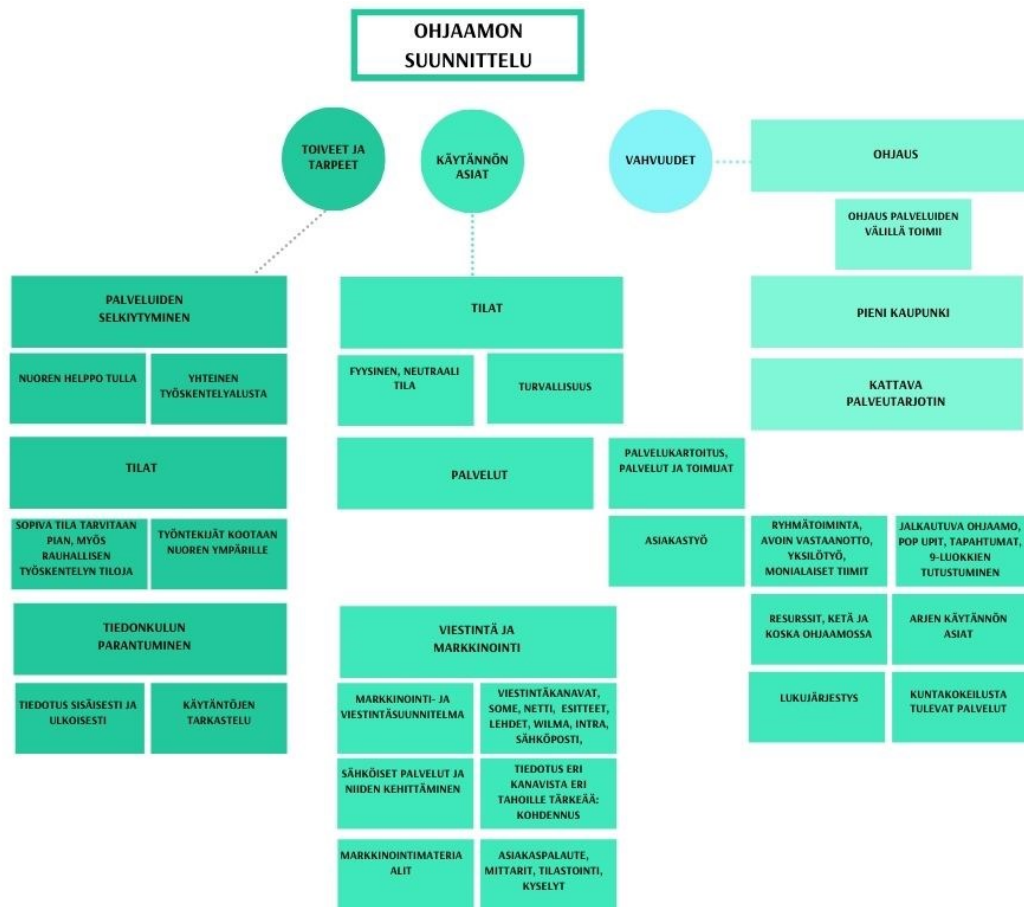 OHJAAMON
SUUNNITTELU
TOIVEET JA
TARPEET
KÄYTÄNNÖN
ASIAT
VAHVUUDET
OHJAUS
OHJAUS PALVELUIDEN
VÄLILLÄ TOIMII
PIENI KAUPUNKI
KATTAVA
PALVEUTARJOTIN
PALVELUIDEN
SELKIYTYMINEN
NUOREN HELPPO TULLA
YHTEINEN
TYÖSKENTELYALUSTA
TILAT
SOPIVA TILA TARVITAAN
PIAN, MYÖS
RAUHALLISEN
TYÖSKENTELYN TILOJA
TYÖNTEKIJÄT KOOTAAN
NUOREN YMPÄRILLE
TIEDONKULUN
PARANTUMINEN
TIEDOTUS SISÄISESTI JA
ULKOISESTI
KÄYTÄNTÖJEN
TARKASTELU
TILAT
FYYSINEN, NEUTRAALI
TILA
TURVALLISUUS
PALVELUT
PALVELUKARTOITUS,
PALVELUT JA TOIMIJAT
ASIAKASTYÖ
RYHMÄTOIMINTA,
AVOIN VASTAANOTTO,
YKSILÖTYÖ,
MONIALAISET TIIMIT
JALKAUTUVA OHJAAMO,
POP UPIT, TAPAHTUMAT,
9-LUOKKIEN
TUTUSTUMINEN
RESURSSIT, KETÄ JA
KOSKA OHJAAMOSSA
ARJEN KÄYTÄNNÖN
ASIAT
LUKUJÄRJESTYS
KUNTAKOKEILUSTA
TULEVAT PALVELUT
VIESTINTÄ JA
MARKKINOINTI
MARKKINOINTI- JA
VIESTINTÄSUUNNITELMA
VIESTINTÄKANAVAT,
SOME, NETTI, ESITTEET,
LEHDET, WILMA, INTRA,
SÄHKÖPOSTI,
SÄHKÖISET PALVELUT JA
NIIDEN KEHITTÄMINEN
TIEDOTUS ERI
KANAVISTA ERI
TAHOILLE TÄRKEÄÄ:
KOHDENNUS
MARKKINOINTIMATERIA
ALIT
ASIAKASPALAUTE,
MITTARIT, TILASTOINTI,
KYSELYT